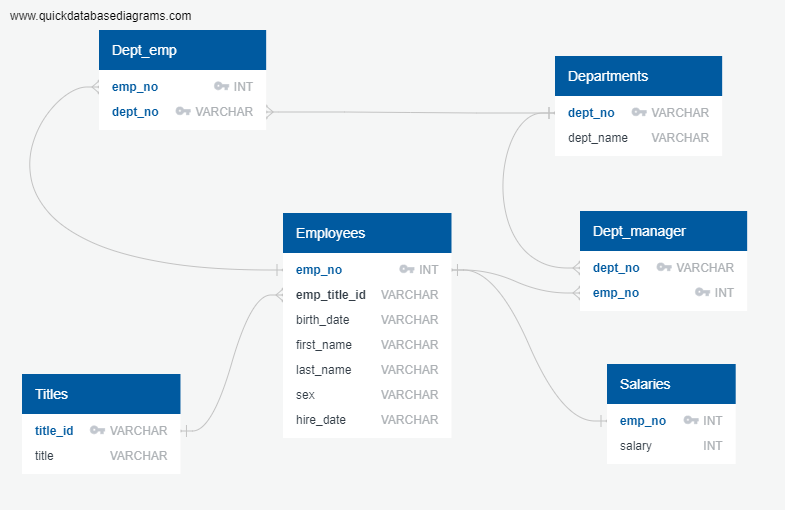 www.quickdatabasediagrams.com
Dept_emp
emp_no INT
dept_no VARCHAR
Departments
dept_no VARCHAR
dept_name VARCHAR
Employees
emp_no INT
emp_title_id VARCHAR
birth_date VARCHAR
first_name VARCHAR
last_name VARCHAR
sex VARCHAR
hire_date VARCHAR
Dept_manager
dept_no VARCHAR
emp_no INT
Titles
title_id VARCHAR
title VARCHAR
Salaries
emp_no INT
salary INT